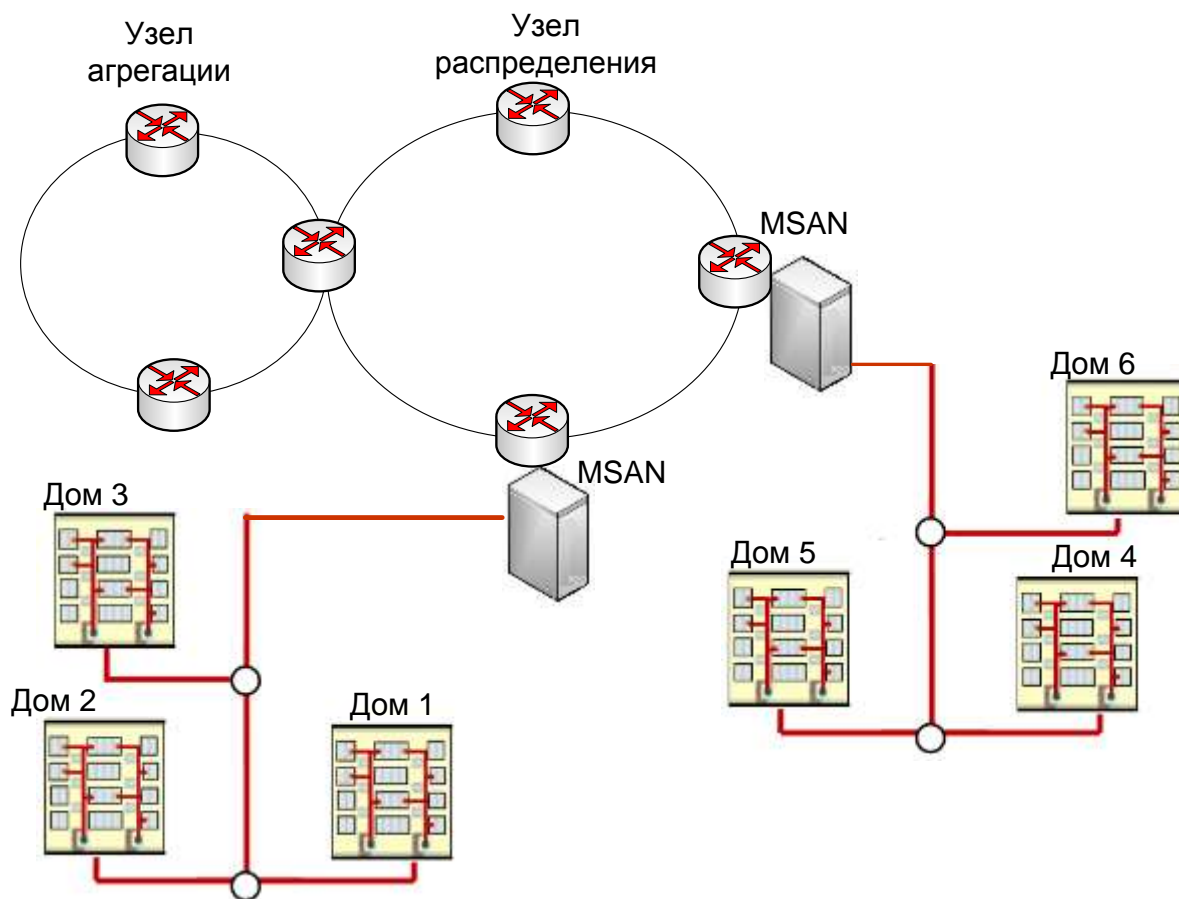 Узел
агрегации
Узел
распределения
MSAN
MSAN
Дом 6
Дом 3
Дом 5
Дом 4
Дом 2
Дом 1